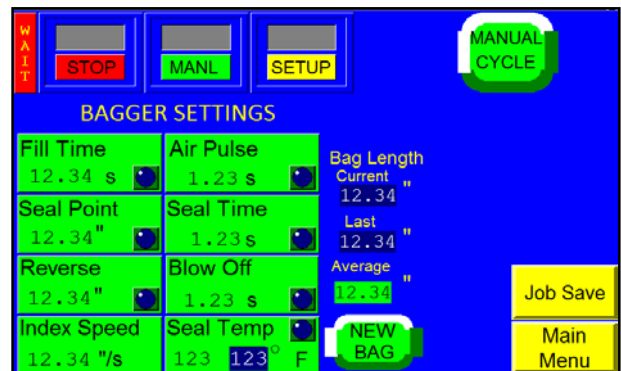 WAIT
STOP
MANL
SETUP
MANUAL
CYCLE
BAGGER SETTINGS
Fill Time
12.34 s
Air Pulse
1.23 s
Bag Length
Current
12.34 "
Seal Point
12.34"
Seal Time
1.23 s
Last
12.34 "
Reverse
12.34"
Blow Off
1.23 s
Average
12.34 "
Job Save
Index Speed
12.34 "/s
Seal Temp
123 123° F
NEW
BAG
Main
Menu